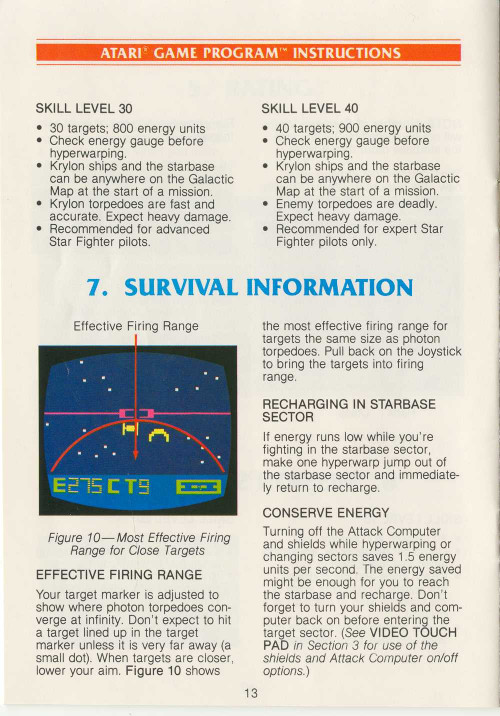 ATARI® GAME PROGRAM™ INSTRUCTIONS
SKILL LEVEL 30
• 30 targets; 800 energy units
• Check energy gauge before
hyperwarping.
• Krylon ships and the starbase
can be anywhere on the Galactic
Map at the start of a mission.
• Krylon torpedoes are fast and
accurate. Expect heavy damage.
• Recommended for advanced
Star Fighter pilots.
SKILL LEVEL 40
• 40 targets; 900 energy units
• Check energy gauge before
hyperwarping.
• Krylon ships and the starbase
can be anywhere on the Galactic
Map at the start of a mission.
• Enemy torpedoes are deadly.
Expect heavy damage.
• Recommended for expert Star
Fighter pilots only.
7. SURVIVAL INFORMATION
Effective Firing Range
E275 C T9
Figure 10—Most Effective Firing
Range for Close Targets
EFFECTIVE FIRING RANGE
Your target marker is adjusted to
show where photon torpedoes con-
verge at infinity. Don't expect to hit
a target lined up in the target
marker unless it is very far away (a
small dot). When targets are closer,
lower your aim. Figure 10 shows
the most effective firing range for
targets the same size as photon
torpedoes. Pull back on the Joystick
to bring the targets into firing
range.
RECHARGING IN STARBASE
SECTOR
If energy runs low while you're
fighting in the starbase sector,
make one hyperwarp jump out of
the starbase sector and immediate-
ly return to recharge.
CONSERVE ENERGY
Turning off the Attack Computer
and shields while hyperwarping or
changing sectors saves 1.5 energy
units per second. The energy saved
might be enough for you to reach
the starbase and recharge. Don't
forget to turn your shields and com-
puter back on before entering the
target sector. (See VIDEO TOUCH
PAD in Section 3 for use of the
shields and Attack Computer on/off
options.)
13